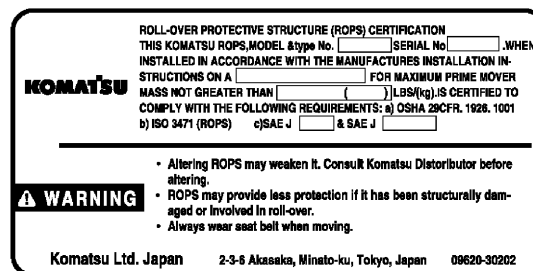 ROLL-OVER PROTECTIVE STRUCTURE (ROPS) CERTIFICATION
THIS KOMATSU ROPS,MODEL &type No. SERIAL No .WHEN
INSTALLED IN ACCORDANCE WITH THE MANUFACTURES INSTALLATION IN-
STRUCTIONS ON A FOR MAXIMUM PRIME MOVER
KOMATSU
MASS NOT GREATER THAN ( ) LBS/(kg).IS CERTIFIED TO
COMPLY WITH THE FOLLOWING REQUIREMENTS: a) OSHA 29CFR. 1926. 1001
b) ISO 3471 (ROPS) c)SAE J & SAE J
• Altering ROPS may weaken it. Consult Komatsu Distoributor before
altering.
WARNING
• ROPS may provide less protection if it has been structurally dam-
aged or involved in roll-over.
• Always wear seat belt when moving.
Komatsu Ltd. Japan 2-3-6 Akasaka, Minato-ku, Tokyo, Japan 09620-30202